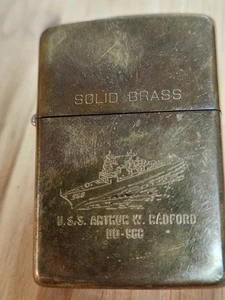 SOLID BRASS
U.S.S. ARTHUR W. RADFORD
DD-968